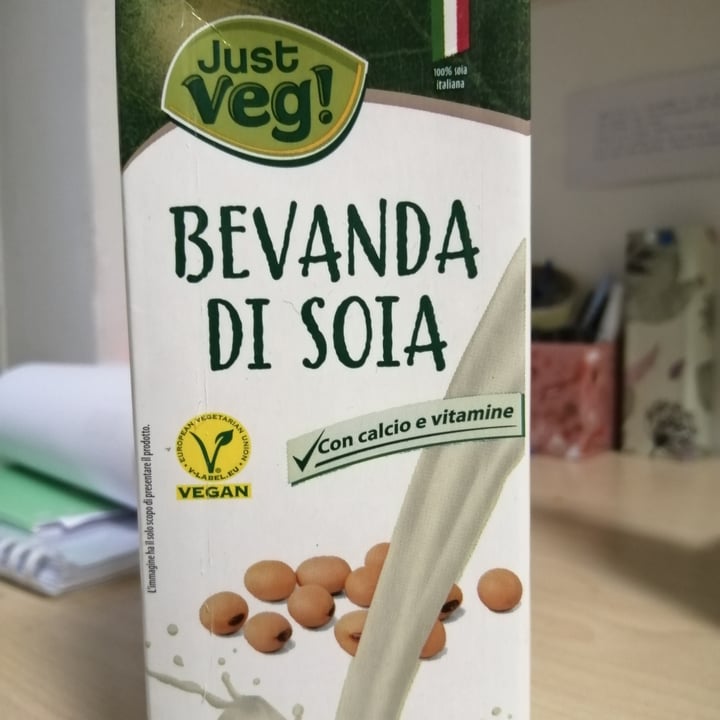 Just
veg!
100% soia
italiana
BEVANDA
DI SOIA
EUROPEAN VEGETARIAN UNION
V-LABEL.EU
VEGAN
Con calcio e vitamine
L'immagine ha il solo scopo di presentare il prodotto.